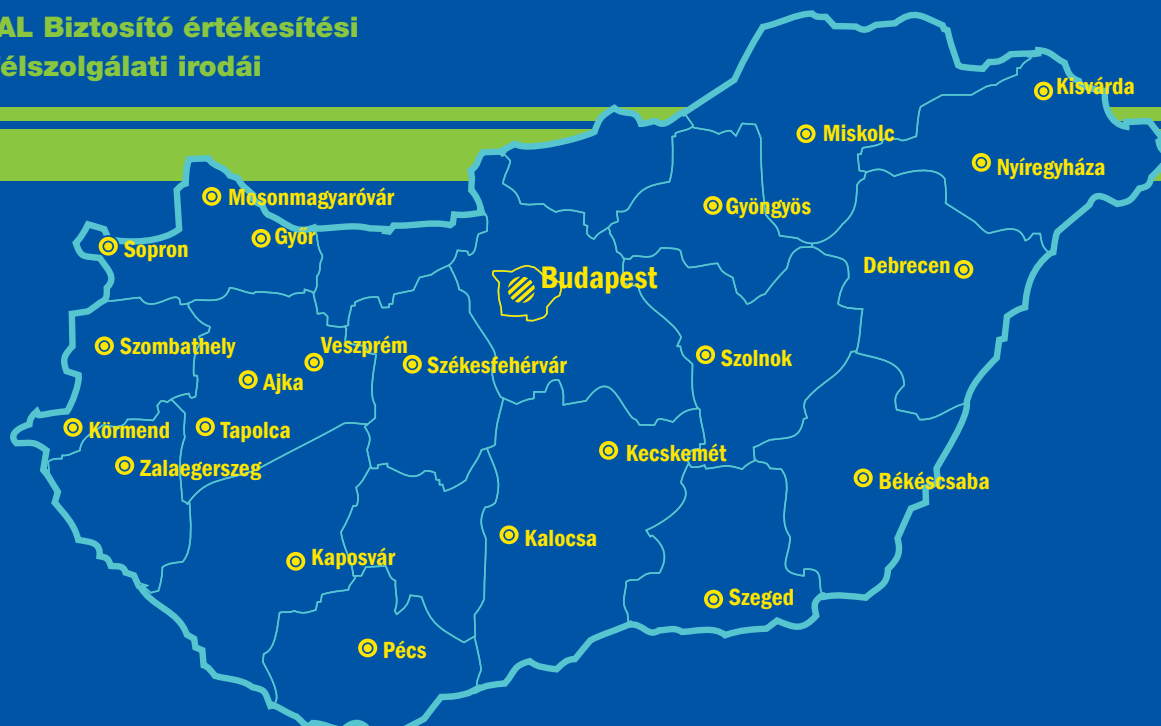 AL Biztosító értékesítési
élszolgálati irodái
Kisvárda
Miskolc
Nyíregyháza
Mosonmagyaróvár
Gyöngyös
Győr
Sopron
Debrecen
Budapest
Szombathely
Veszprém
Székesfehérvár
Szolnok
Ajka
Körmend
Tapolca
Kecskemét
Zalaegerszeg
Békéscsaba
Kalocsa
Kaposvár
Szeged
Pécs